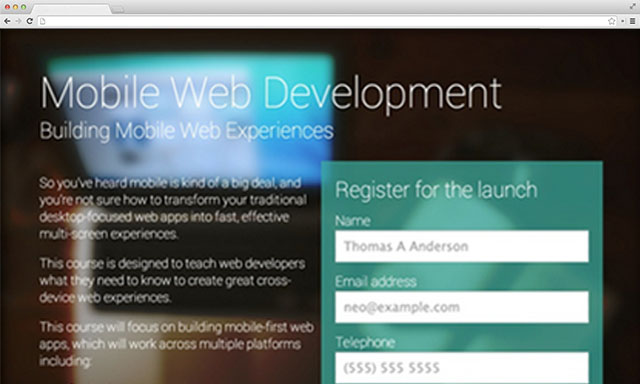 Mobile Web Development
Building Mobile Web Experiences
So you've heard mobile is kind of a big deal, and
you're not sure how to transform your traditional
desktop-focused web apps into fast, effective
multi-screen experiences.
This course is designed to teach web developers
what they need to know to create great cross-
device web experiences.
This course will focus on building mobile-first web
apps, which will work across multiple platforms
including:
Register for the launch
Name
Thomas A Anderson
Email address
neo@example.com
Telephone
(555) 555 5555